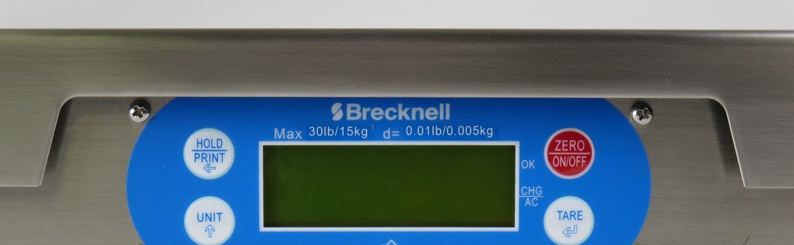 Brecknell
Max 30lb/15kg d= 0.01lb/0.005kg
HOLD
PRINT
ZERO
ON/OFF
OK
CHG
AC
UNIT
TARE